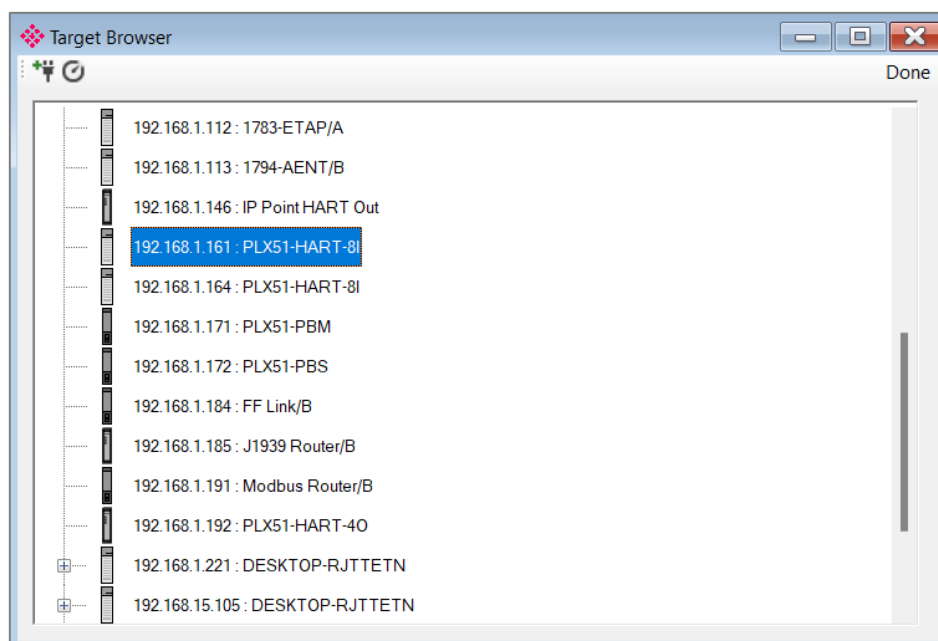 Target Browser
Done
192.168.1.112 : 1783-ETAP/A
192.168.1.113 : 1794-AENT/B
192.168.1.146 : IP Point HART Out
192.168.1.161 : PLX51-HART-8I
192.168.1.164 : PLX51-HART-8I
192.168.1.171 : PLX51-PBM
192.168.1.172 : PLX51-PBS
192.168.1.184 : FF Link/B
192.168.1.185 : J1939 Router/B
192.168.1.191 : Modbus Router/B
192.168.1.192 : PLX51-HART-4O
192.168.1.221 : DESKTOP-RJTTETN
192.168.15.105 : DESKTOP-RJTTETN